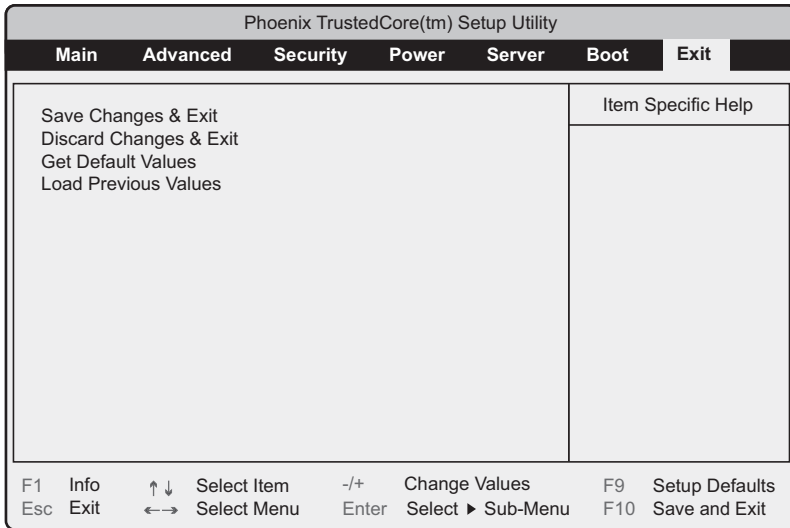 Phoenix TrustedCore(tm) Setup Utility
Main Advanced Security Power Server Boot Exit
Save Changes & Exit
Discard Changes & Exit
Get Default Values
Load Previous Values
Item Specific Help
F1 Info ↑ ↓ Select Item -/+ Change Values F9 Setup Defaults
Esc Exit ←→ Select Menu Enter Select ▶ Sub-Menu F10 Save and Exit